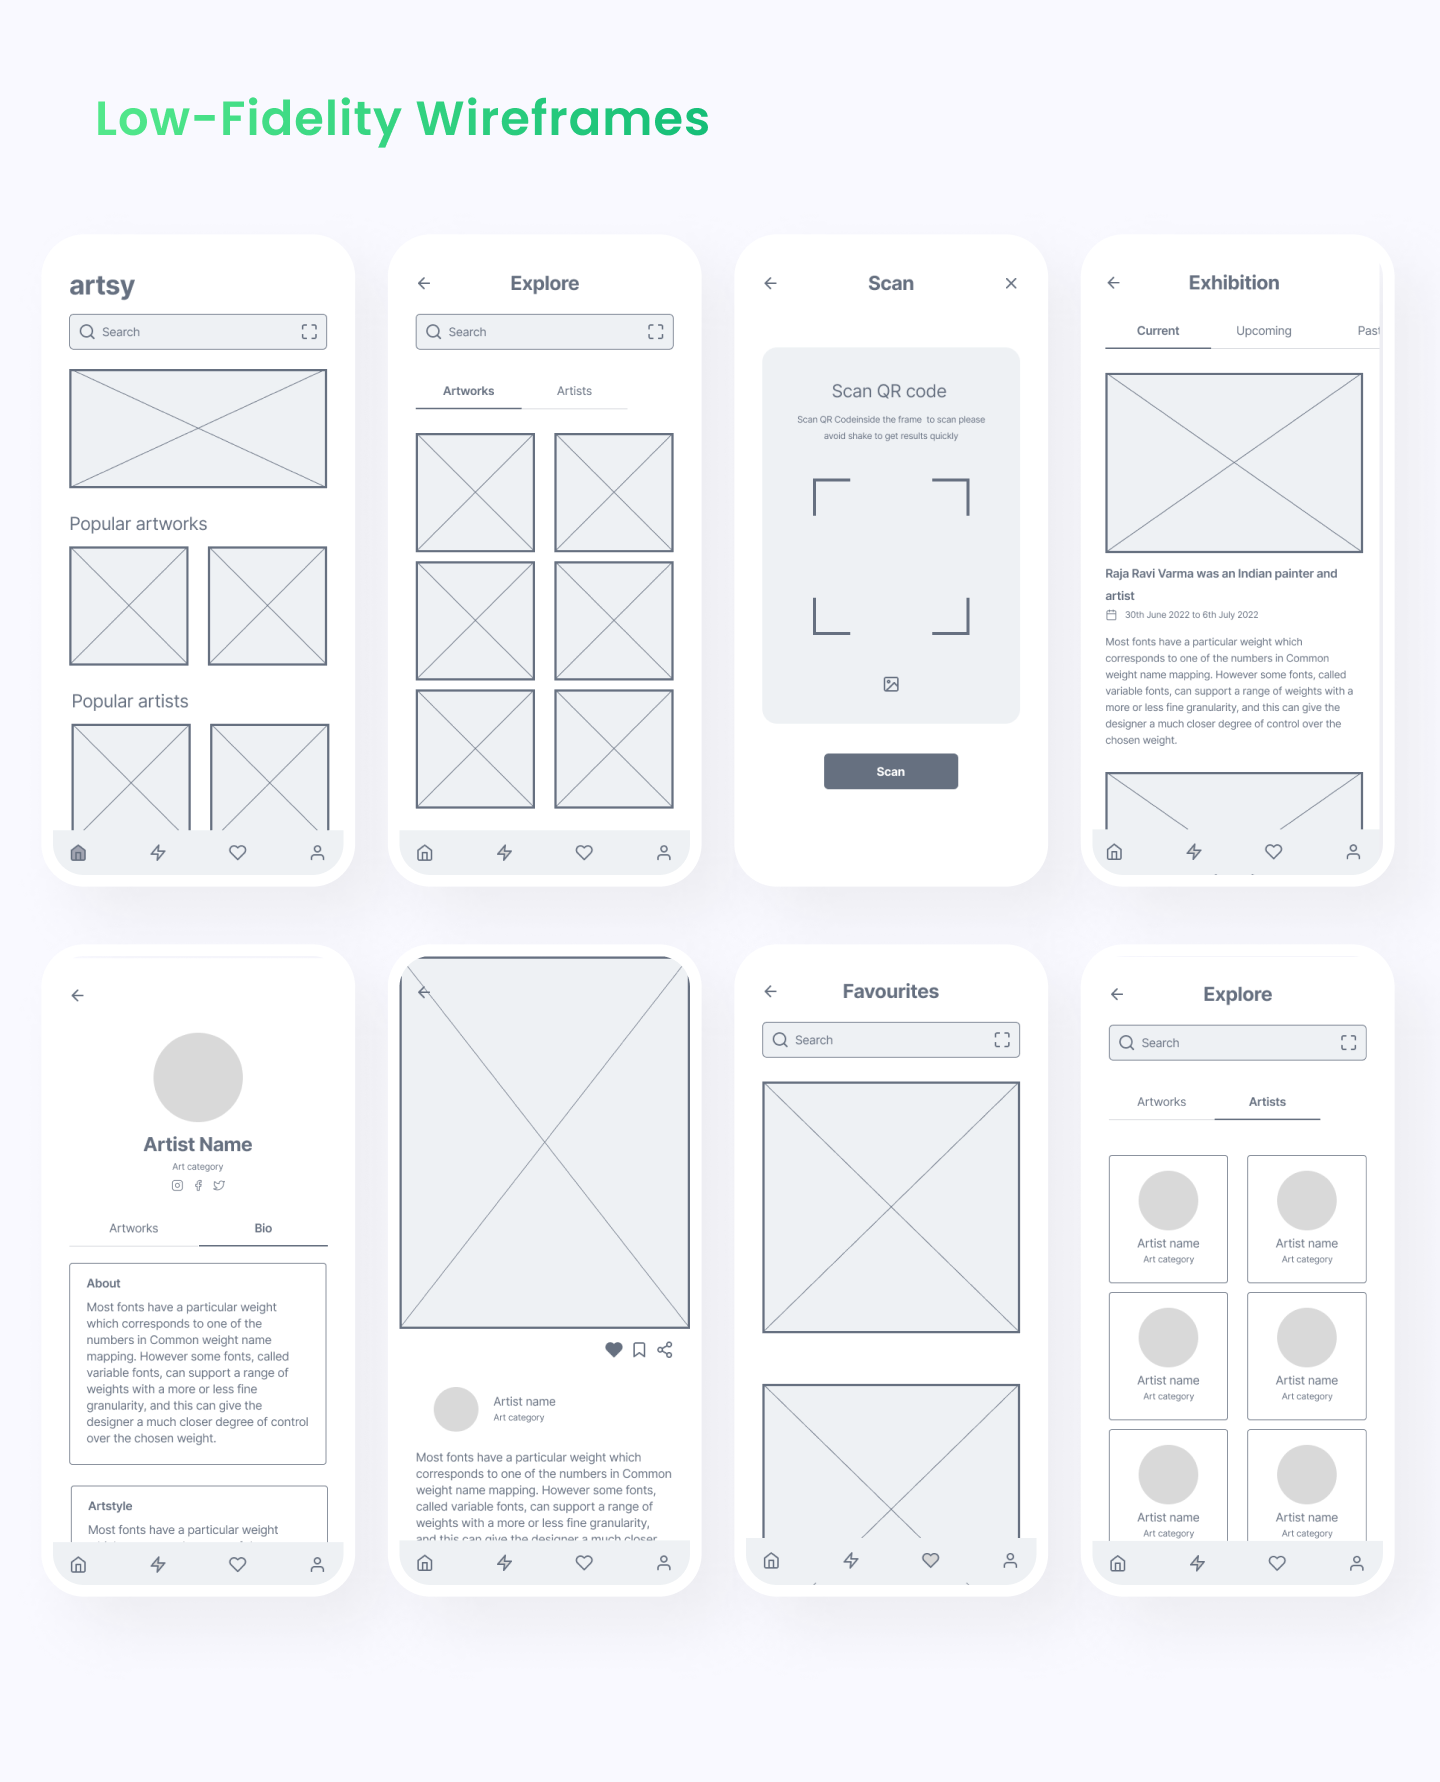 Low-Fidelity Wireframes
artsy
Search
Popular artworks
Popular artists
Explore
Search
Artworks Artists
Scan
Scan QR code
Scan QR Codeinside the frame to scan please
avoid shake to get results quickly
Scan
Exhibition
Current Upcoming Past
Raja Ravi Varma was an Indian painter and
artist
30th June 2022 to 6th July 2022
Most fonts have a particular weight which
corresponds to one of the numbers in Common
weight name mapping. However some fonts, called
variable fonts, can support a range of weights with a
more or less fine granularity, and this can give the
designer a much closer degree of control over the
chosen weight.
Artist Name
Art category
Artworks Bio
About
Most fonts have a particular weight
which corresponds to one of the
numbers in Common weight name
mapping. However some fonts, called
variable fonts, can support a range of
weights with a more or less fine
granularity, and this can give the
designer a much closer degree of control
over the chosen weight.
Artstyle
Most fonts have a particular weight
Artist name
Art category
Most fonts have a particular weight which
corresponds to one of the numbers in Common
weight name mapping. However some fonts,
called variable fonts, can support a range of
weights with a more or less fine granularity,
and this can give the designer a much closer
Favourites
Search
Explore
Search
Artworks Artists
Artist name
Art category
Artist name
Art category
Artist name
Art category
Artist name
Art category
Artist name
Art category
Artist name
Art category